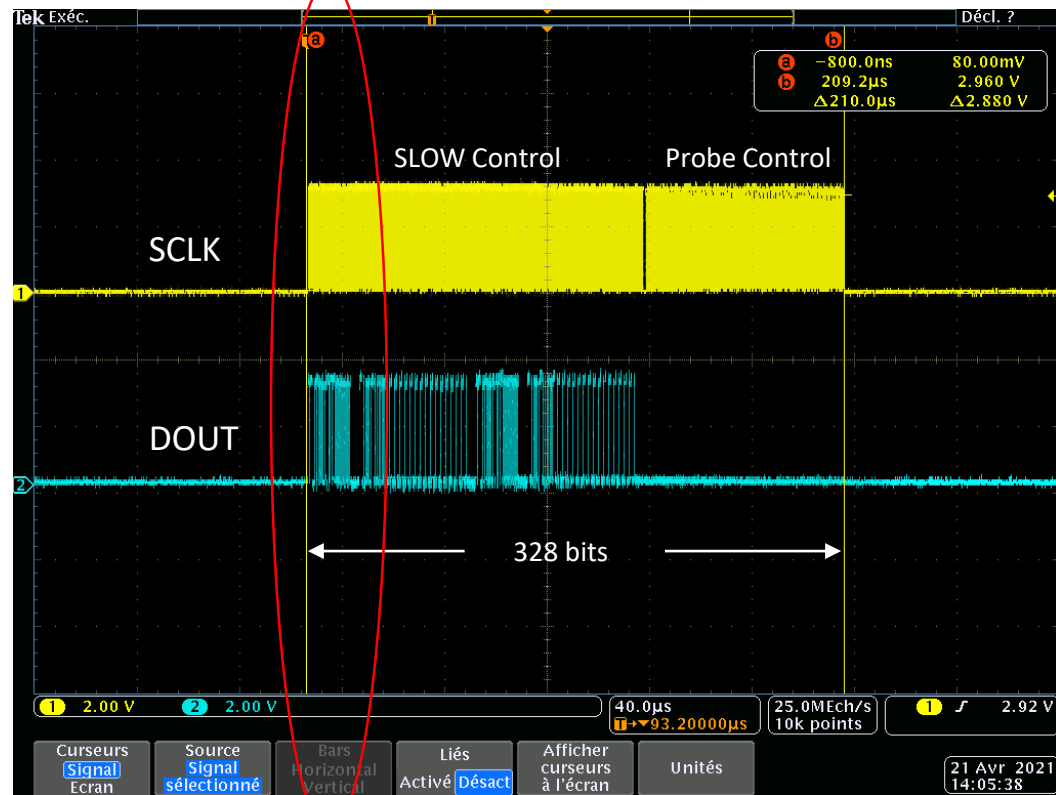 Tek Exéc.
T
Décl. ?
a
b
a −800.0ns 80.00mV
b 209.2µs 2.960 V
Δ210.0µs Δ2.880 V
SLOW Control
Probe Control
SCLK
1
DOUT
2
328 bits
1 2.00 V
2 2.00 V
40.0µs
T→▼93.20000µs
25.0MEch/s
10k points
1 2.92 V
Curseurs
Signal
Ecran
Source
Signal
sélectionné
Bars
Horizontal
Vertical
Liés
Activé Désact
Afficher
curseurs
à l'écran
Unités
21 Avr 2021
14:05:38